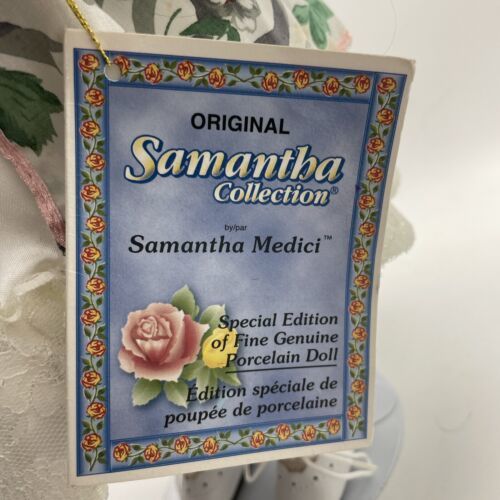 ORIGINAL
Samantha
Collection®
by/par
Samantha Medici™
Special Edition
of Fine Genuine
Porcelain Doll
Édition spéciale de
poupée de porcelaine